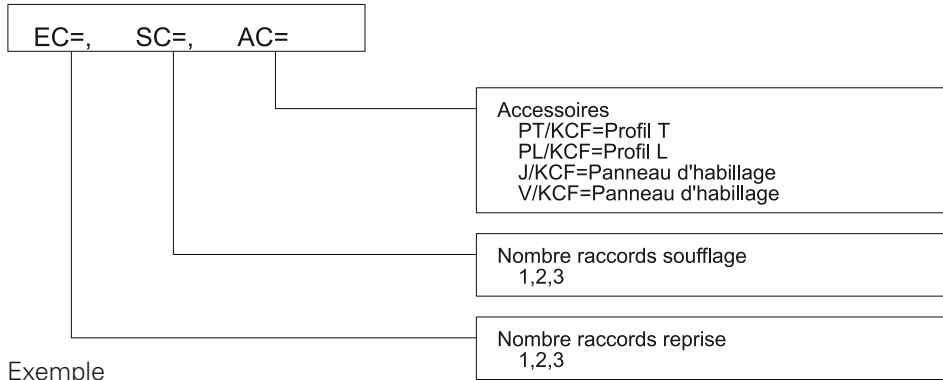 EC=, SC=, AC=
Accessoires
PT/KCF=Profil T
PL/KCF=Profil L
J/KCF=Panneau d'habillage
V/KCF=Panneau d'habillage
Nombre raccords soufflage
1,2,3
Nombre raccords reprise
1,2,3
Exemple